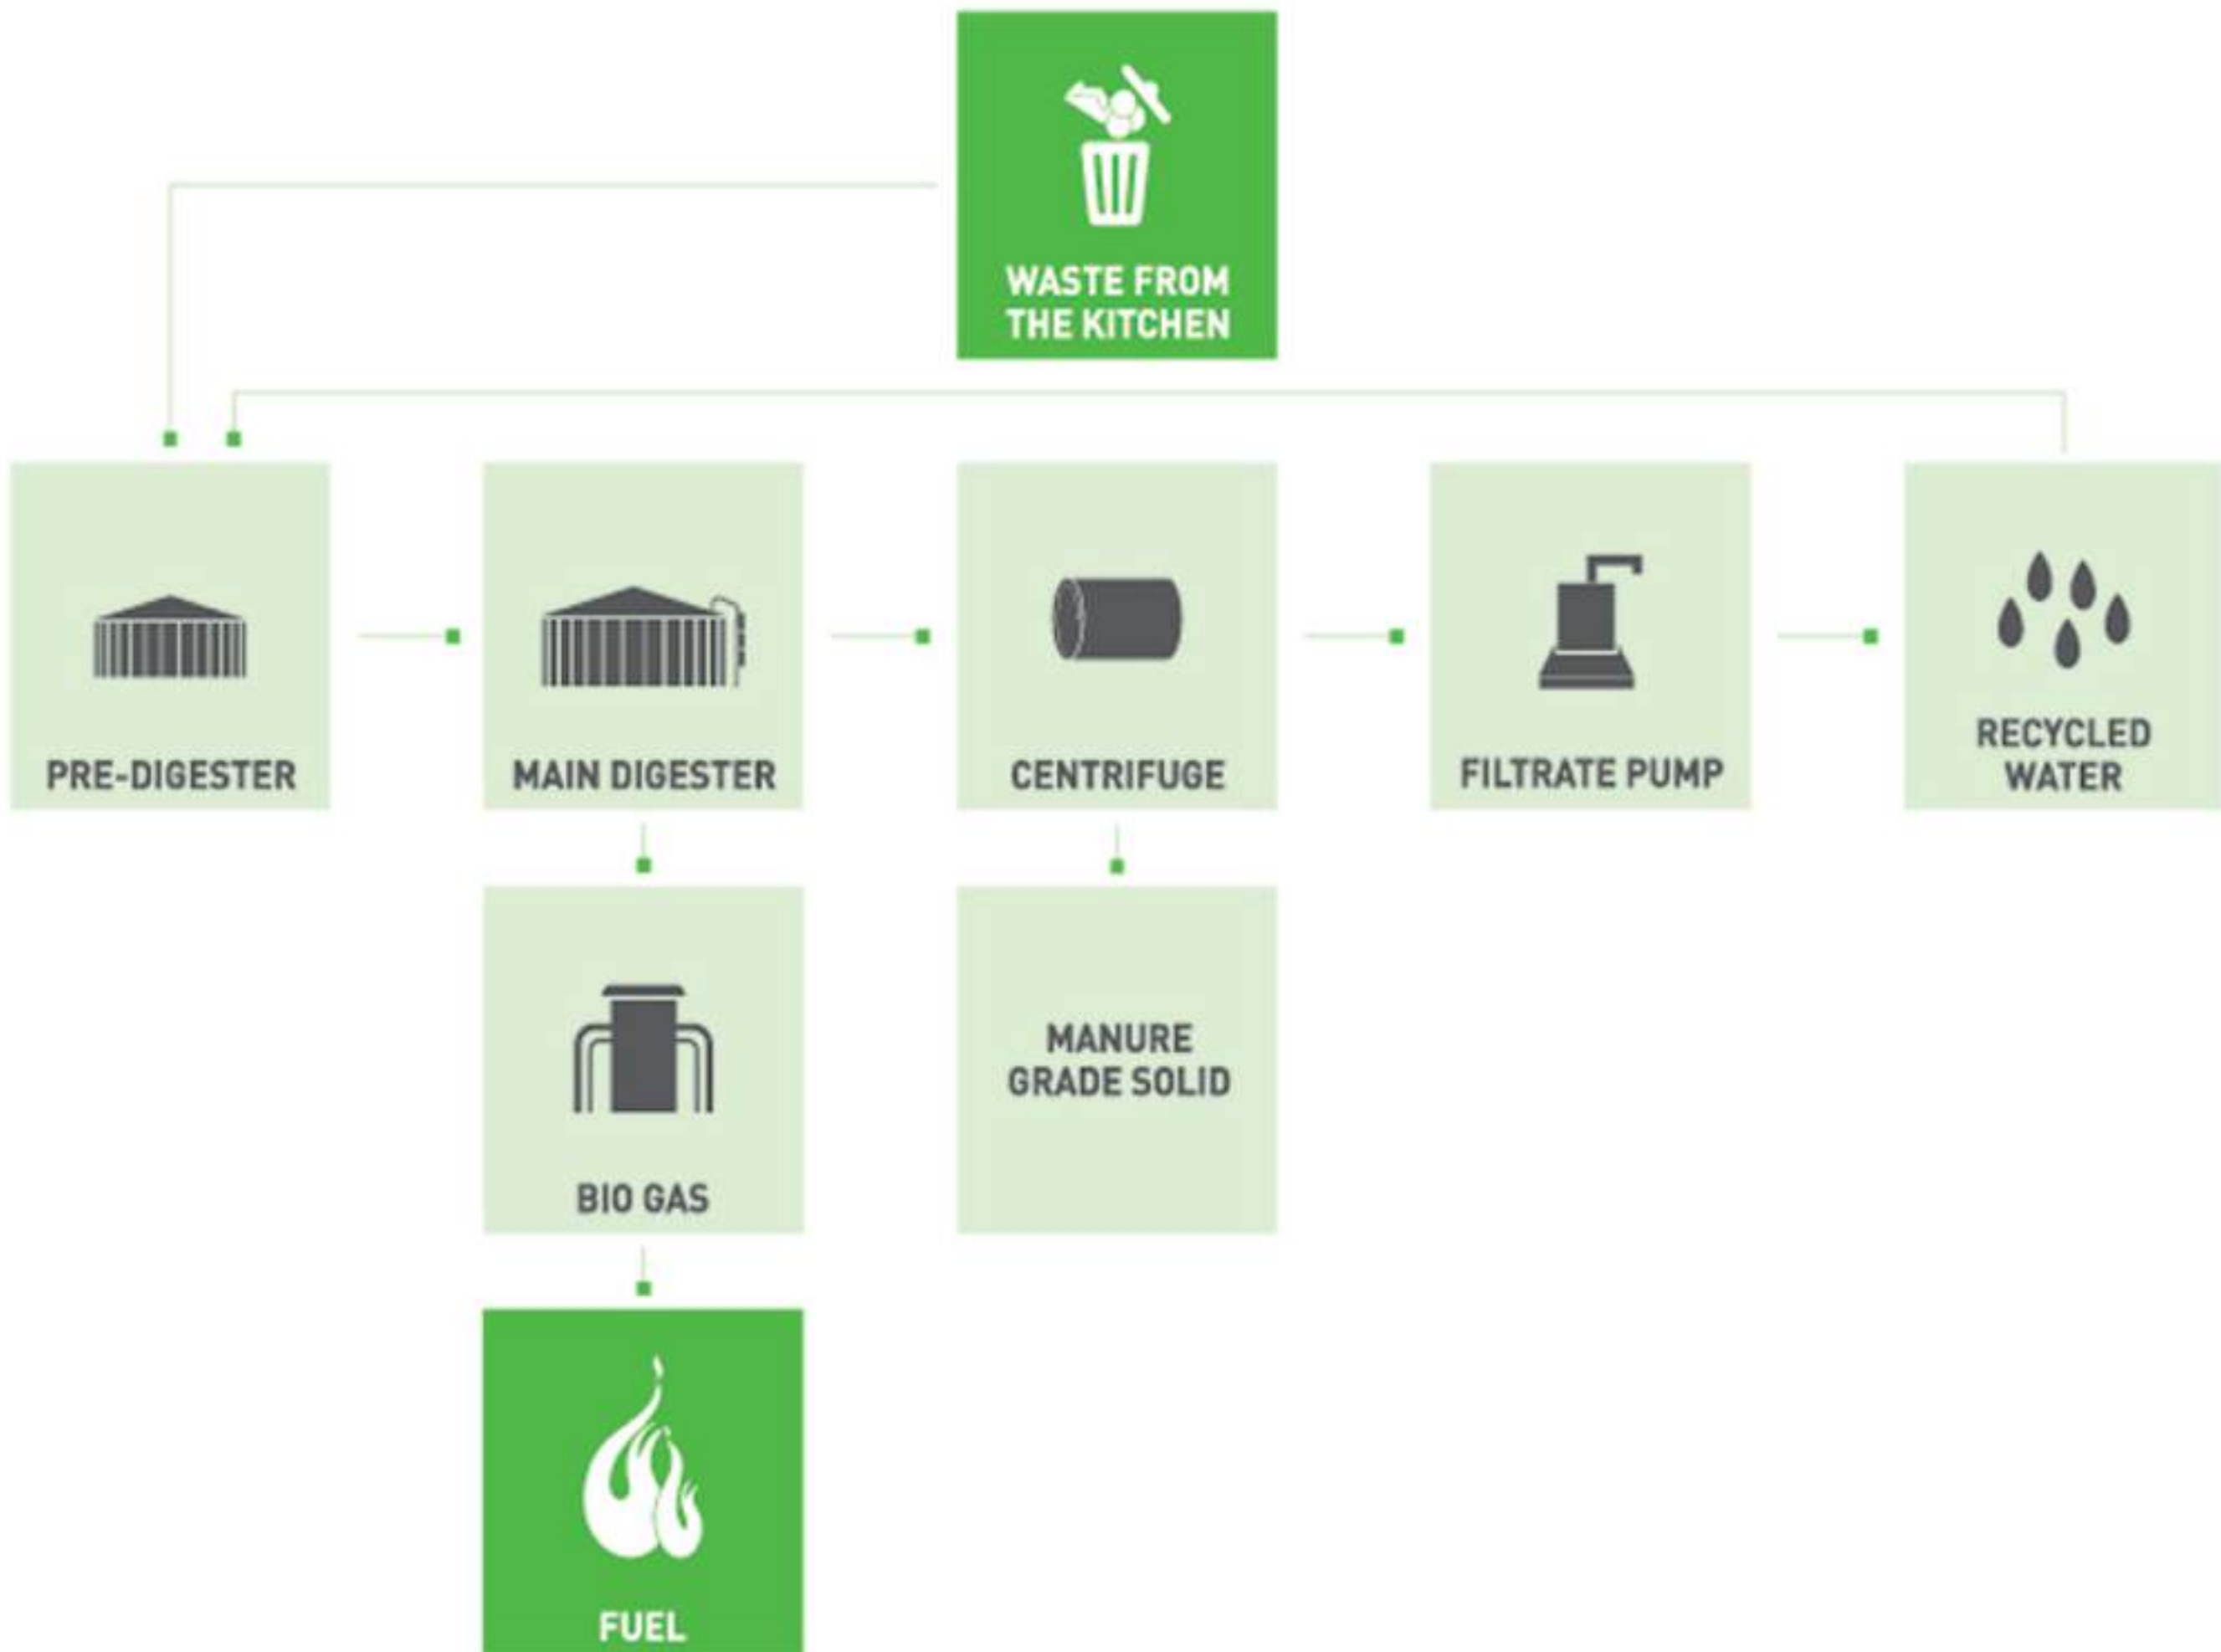 WASTE FROM
THE KITCHEN
PRE-DIGESTER
MAIN DIGESTER
CENTRIFUGE
FILTRATE PUMP
RECYCLED
WATER
BIO GAS
MANURE
GRADE SOLID
FUEL